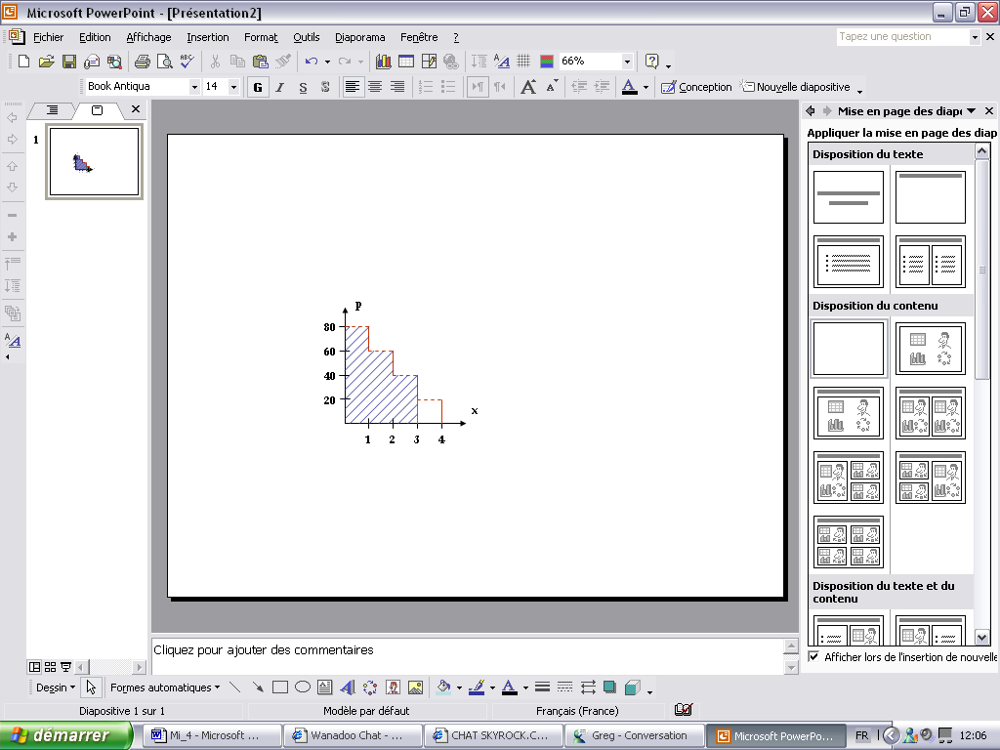 Microsoft PowerPoint - [Présentation2]
Fichier Edition Affichage Insertion Format Outils Diaporama Fenêtre ?
Tapez une question
66%
Book Antiqua 14 G I S S
A A A Conception Nouvelle diapositive
Mise en page des diap
Appliquer la mise en page des diap
1
Disposition du texte
Disposition du contenu
Disposition du texte et du
contenu
Afficher lors de l'insertion de nouvelle
p
80
60
40
20
x
1 2 3 4
Cliquez pour ajouter des commentaires
Dessin Formes automatiques
Diapositive 1 sur 1 Modèle par défaut Français (France)
démarrer
Mi_4 - Microsoft ...
Wanadoo Chat - ...
CHAT SKYROCK.C...
Greg - Conversation
Microsoft PowerPo...
FR
12:06